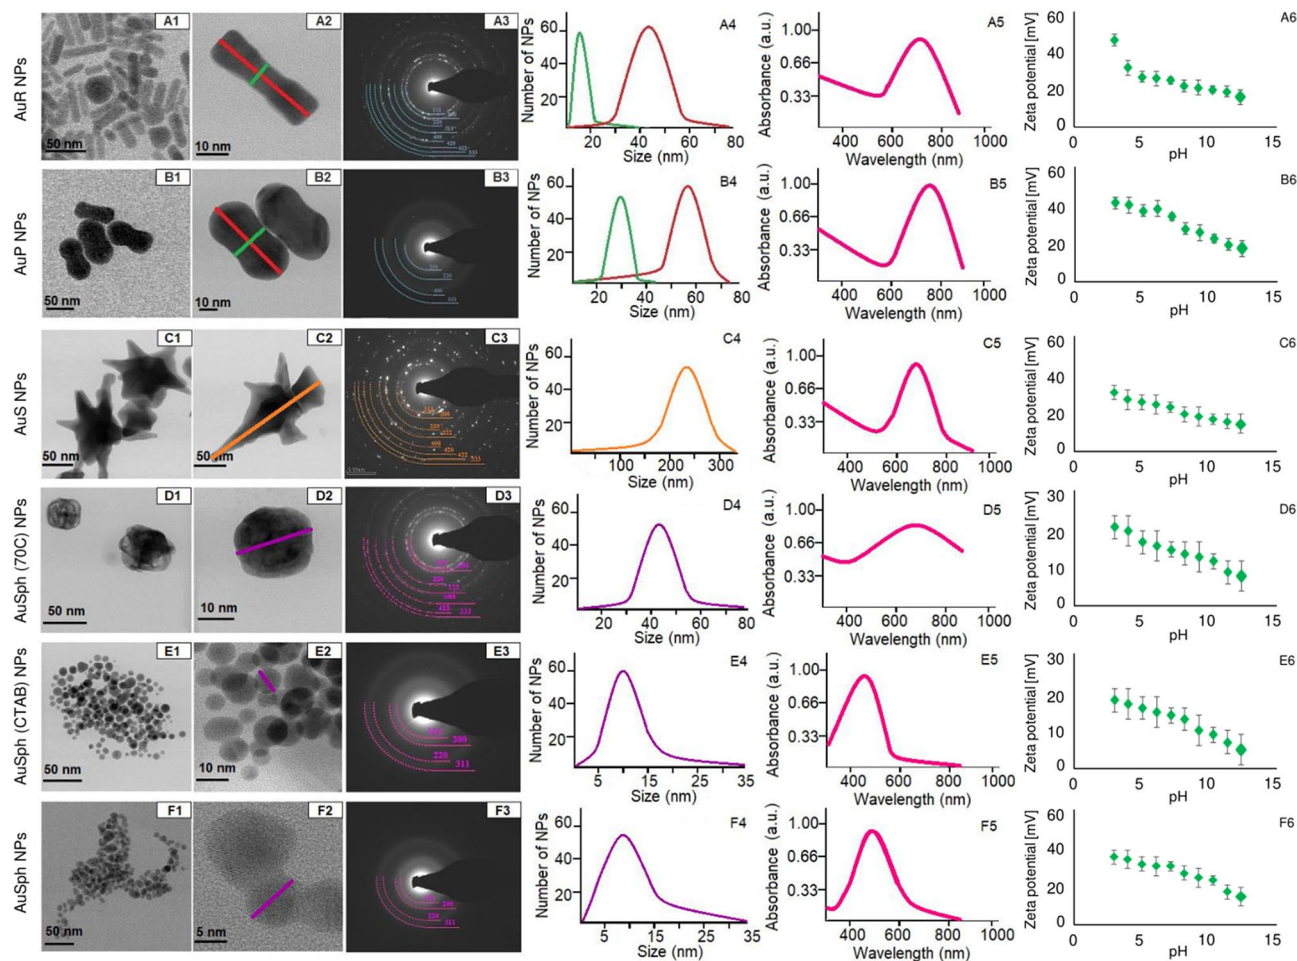 AuR NPs
A1
50 nm
A2
10 nm
A3
Number of NPs
60
40
20
A4
20 40 60 80
Size (nm)
Absorbance (a.u.)
1.00
0.66
0.33
A5
400 600 800 1000
Wavelength (nm)
Zeta potential [mV]
60
40
20
0
A6
0 5 10 15
pH
AuP NPs
B1
50 nm
B2
10 nm
B3
Number of NPs
60
40
20
B4
20 40 60 80
Size (nm)
Absorbance (a.u.)
1.00
0.66
0.33
B5
400 600 800 1000
Wavelength (nm)
Zeta potential [mV]
60
40
20
0
B6
0 5 10 15
pH
AuS NPs
C1
50 nm
C2
50 nm
C3
Number of NPs
60
40
20
C4
100 200 300
Size (nm)
Absorbance (a.u.)
1.00
0.66
0.33
C5
400 600 800 1000
Wavelength (nm)
Zeta potential [mV]
60
40
20
0
C6
0 5 10 15
pH
AuSph (70C) NPs
D1
50 nm
D2
10 nm
D3
Number of NPs
60
40
20
D4
20 40 60 80
Size (nm)
Absorbance (a.u.)
1.00
0.66
0.33
D5
400 600 800 1000
Wavelength (nm)
Zeta potential [mV]
30
20
10
0
D6
0 5 10 15
pH
AuSph (CTAB) NPs
E1
50 nm
E2
10 nm
E3
200
220
311
Number of NPs
60
40
20
E4
5 15 25 35
Size (nm)
Absorbance (a.u.)
1.00
0.66
0.33
E5
400 600 800 1000
Wavelength (nm)
Zeta potential [mV]
30
20
10
0
E6
0 5 10 15
pH
AuSph NPs
F1
50 nm
F2
5 nm
F3
200
220
311
Number of NPs
60
40
20
F4
5 15 25 35
Size (nm)
Absorbance (a.u.)
1.00
0.66
0.33
F5
400 600 800 1000
Wavelength (nm)
Zeta potential [mV]
60
40
20
0
F6
0 5 10 15
pH